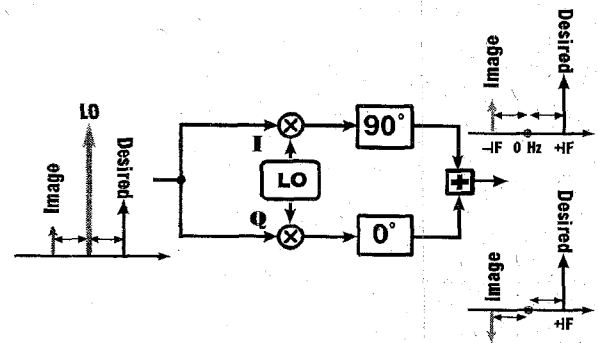 LO
Image
Desired
I
Q
LO
90°
0°
+
Image
Desired
–IF
0 Hz
+IF
Image
Desired
+IF